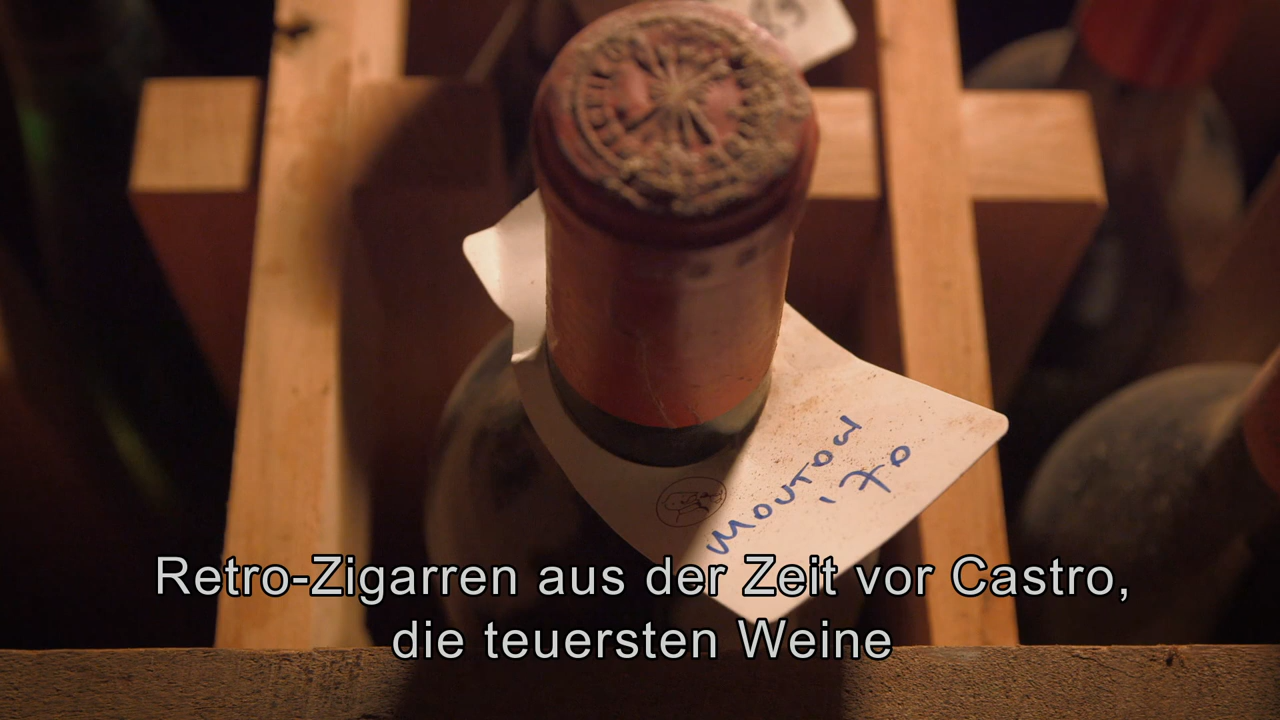 MOUTON
'70
Retro-Zigarren aus der Zeit vor Castro,
die teuersten Weine